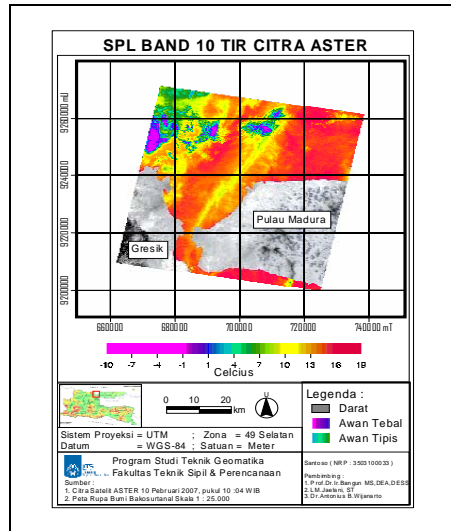 SPL BAND 10 TIR CITRA ASTER
9260000 mU
9240000
9220000
9200000
Pulau Madura
Gresik
660000 680000 700000 720000 740000 mT
-10 -7 -4 -1 1 4 7 10 13 16 19
Celcius
0 10 20 km
U
Sistem Proyeksi = UTM ; Zona = 49 Selatan
Datum = WGS-84 ; Satuan = Meter
Program Studi Teknik Geomatika
Fakultas Teknik Sipil & Perencanaan
Sumber :
1. Citra Satelit ASTER 10 Pebruari 2007, pukul 10 :04 WIB
2. Peta Rupa Bumi Bakosurtanal Skala 1 : 25.000
Legenda :
Darat
Awan Tebal
Awan Tipis
Santoso ( NRP : 3503100033 )
Pembimbing :
1. Prof.Dr.Ir.Bangun MS,DEA,DESS
2. LM.Jaelani, ST
3. Dr.Antonius B.Wijanarto